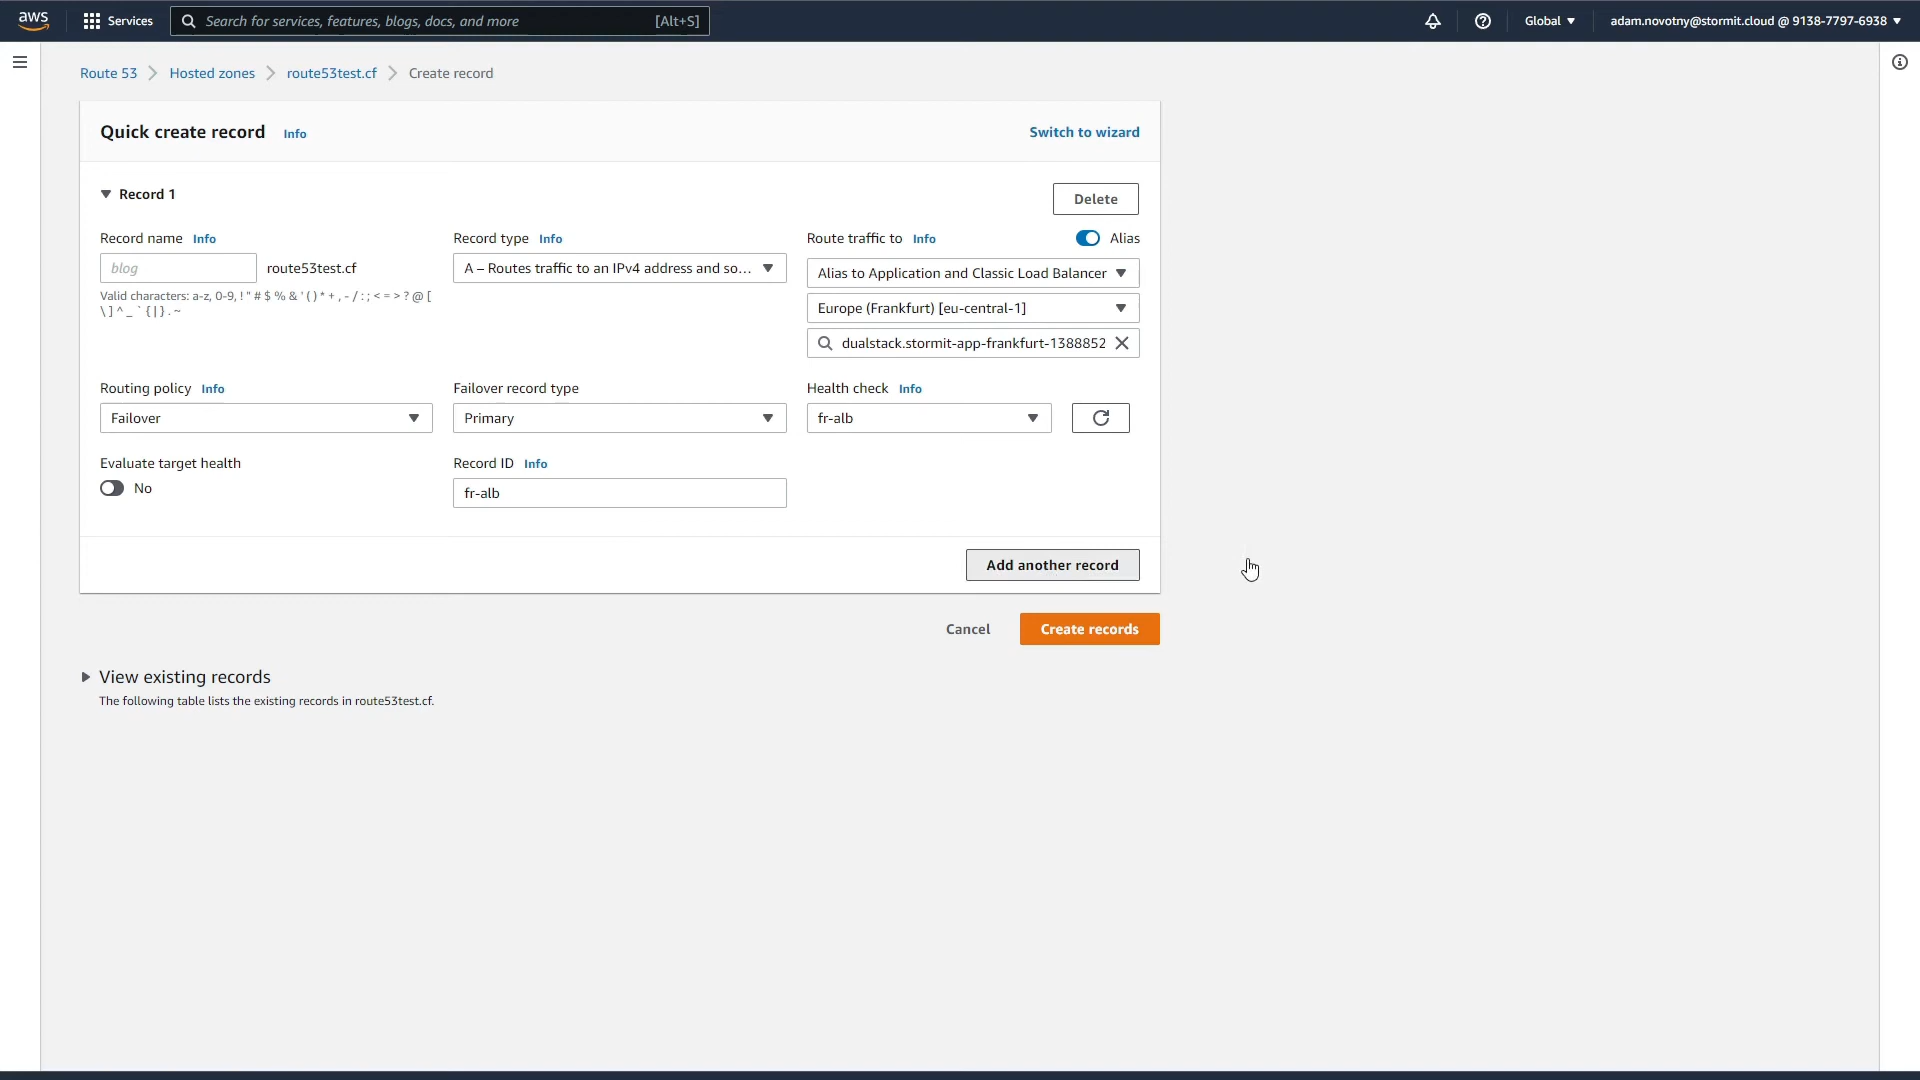 aws
Services
Search for services, features, blogs, docs, and more
[Alt+S]
Global
adam.novotny@stormit.cloud @ 9138-7797-6938
Route 53
Hosted zones
route53test.cf
Create record
Quick create record
Info
Switch to wizard
Record 1
Delete
Record name Info
blog
route53test.cf
Valid characters: a-z, 0-9, ! " # $ % & ' ( ) * + , - / : ; < = > ? @ [
\ ] ^ _ ` { | } . ~
Record type Info
A – Routes traffic to an IPv4 address and so...
Route traffic to Info
Alias
Alias to Application and Classic Load Balancer
Europe (Frankfurt) [eu-central-1]
dualstack.stormit-app-frankfurt-1388852
Routing policy Info
Failover
Failover record type
Primary
Health check Info
fr-alb
Evaluate target health
No
Record ID Info
fr-alb
Add another record
Cancel
Create records
View existing records
The following table lists the existing records in route53test.cf.